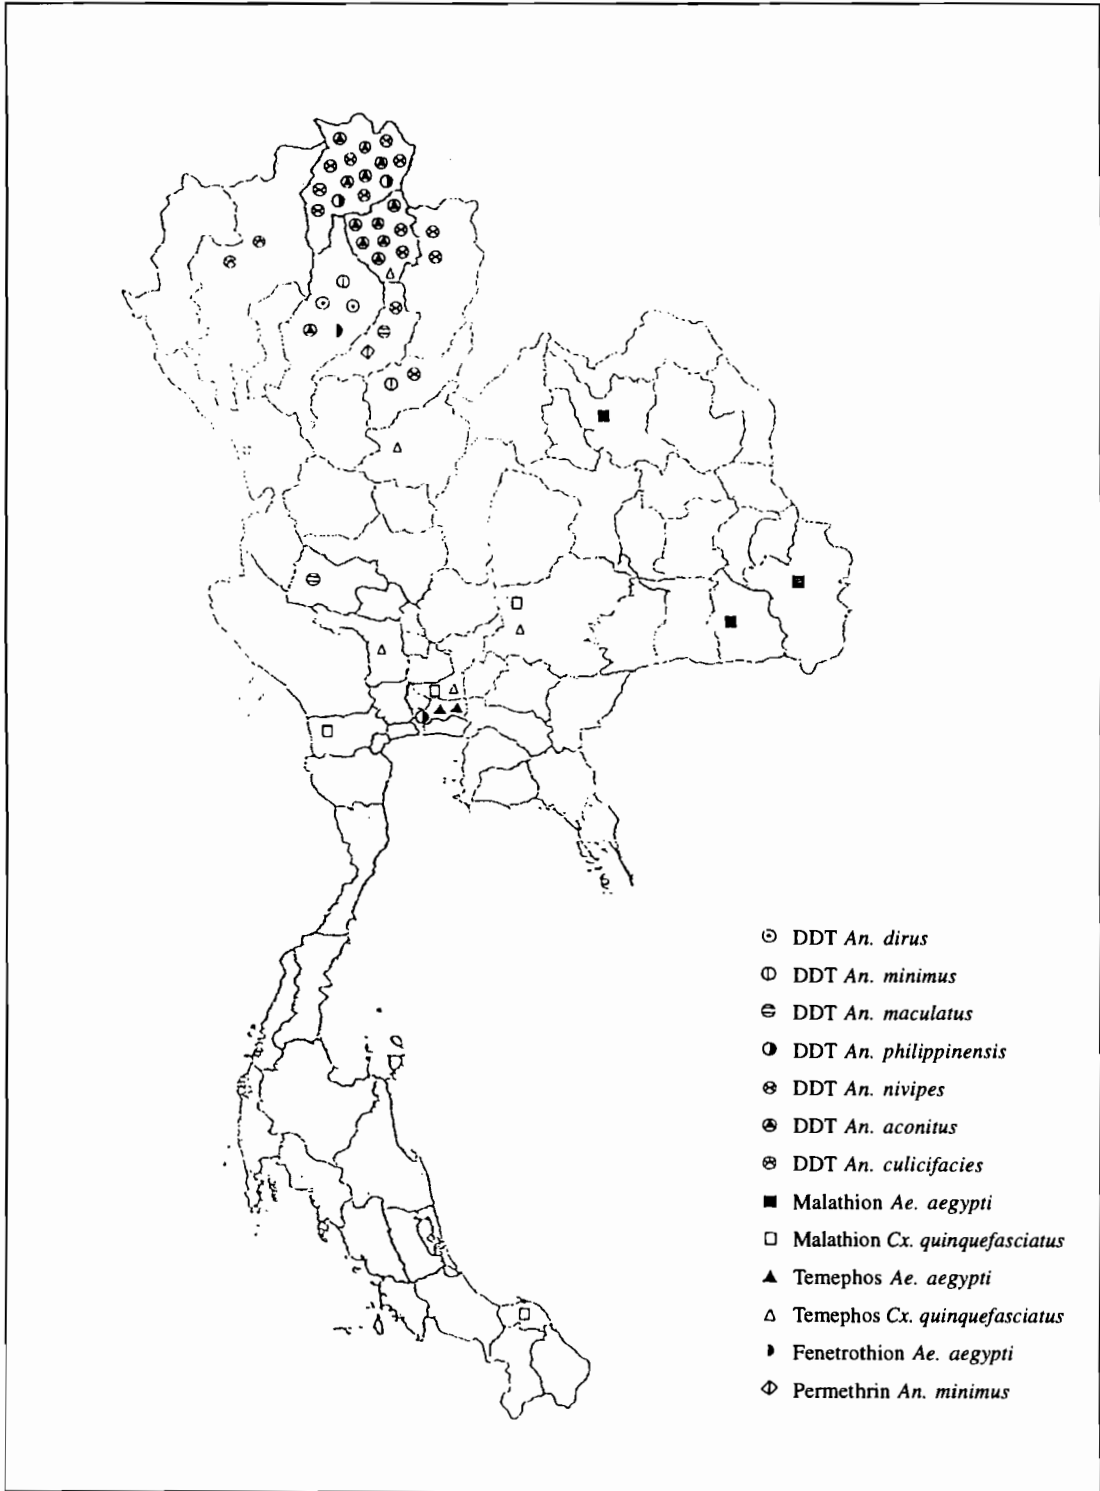 DDT An. dirus
DDT An. minimus
DDT An. maculatus
DDT An. philippinensis
DDT An. nivipes
DDT An. aconitus
DDT An. culicifacies
Malathion Ae. aegypti
Malathion Cx. quinquefasciatus
Temephos Ae. aegypti
Temephos Cx. quinquefasciatus
Fenetrothion Ae. aegypti
Permethrin An. minimus